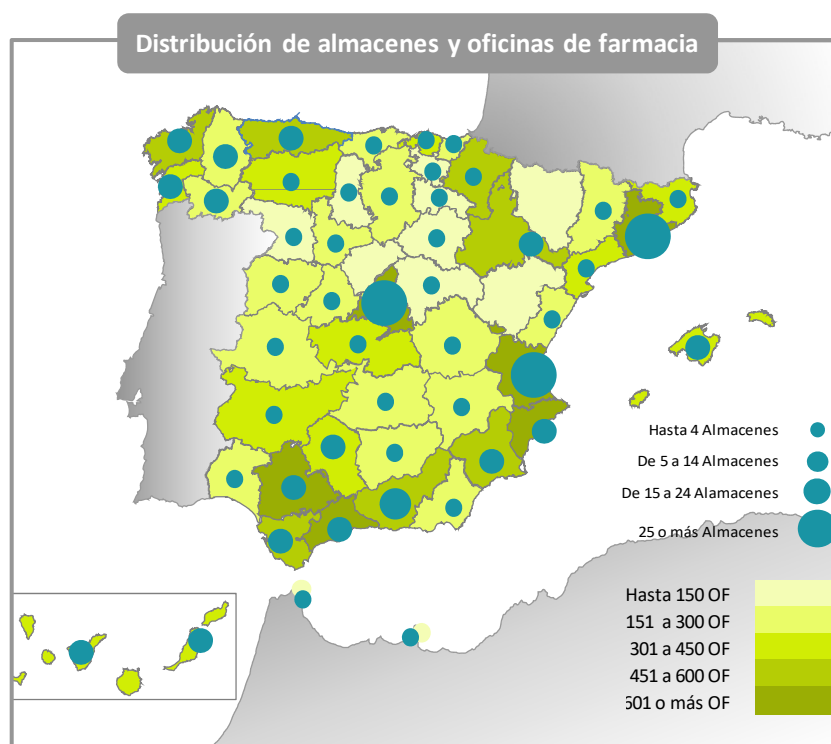 Distribución de almacenes y oficinas de farmacia
Hasta 4 Almacenes
De 5 a 14 Almacenes
De 15 a 24 Alamacenes
25 o más Almacenes
Hasta 150 OF
151 a 300 OF
301 a 450 OF
451 a 600 OF
601 o más OF